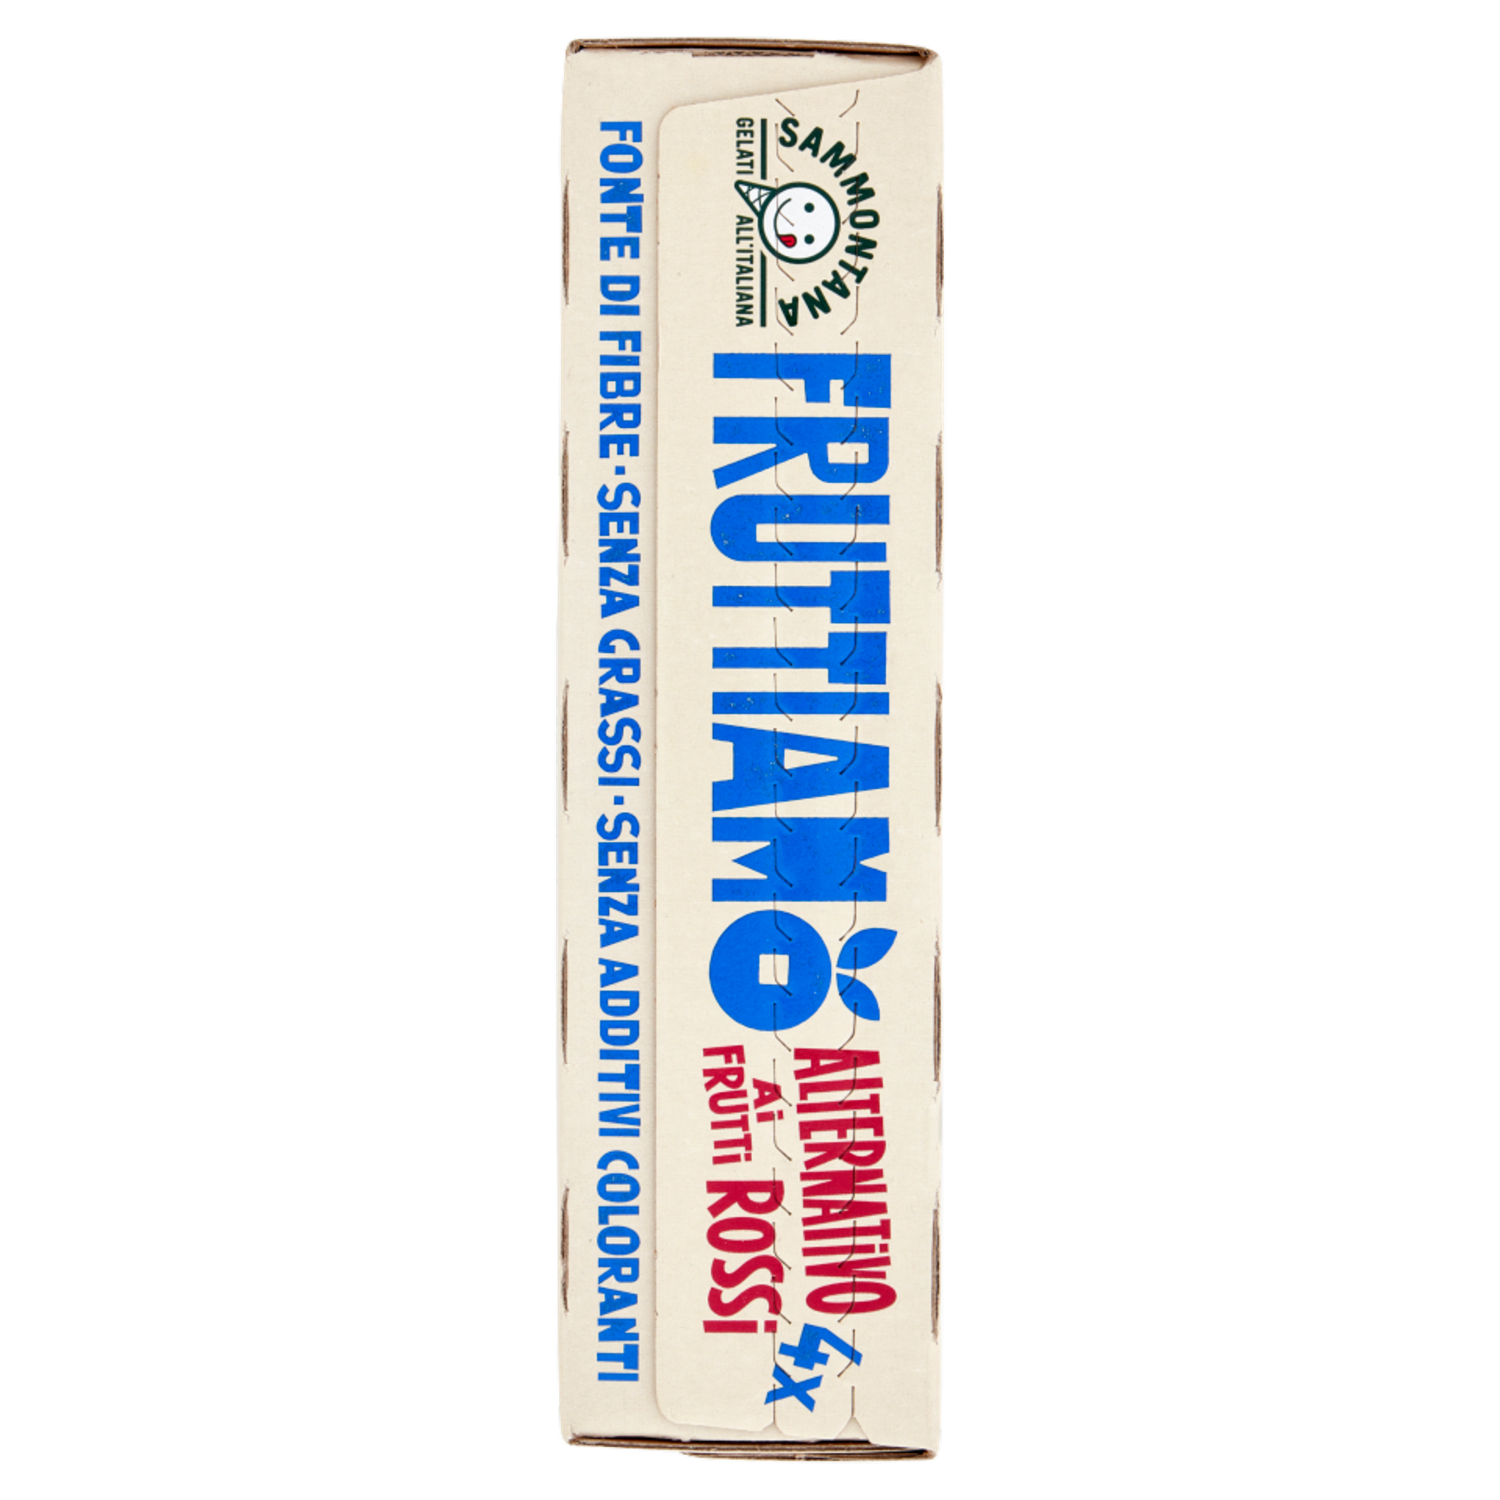 SAMMONTANA
GELATI ALL'ITALIANA
FRUTTIAMO
ALTERNATIVO
AI
FRUTTI ROSSI
4x
FONTE DI FIBRE · SENZA GRASSI · SENZA ADDITIVI COLORANTI